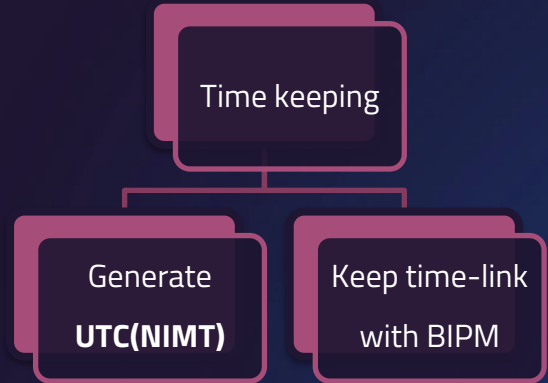 Time keeping
Generate
UTC(NIMT)
Keep time-link
with BIPM